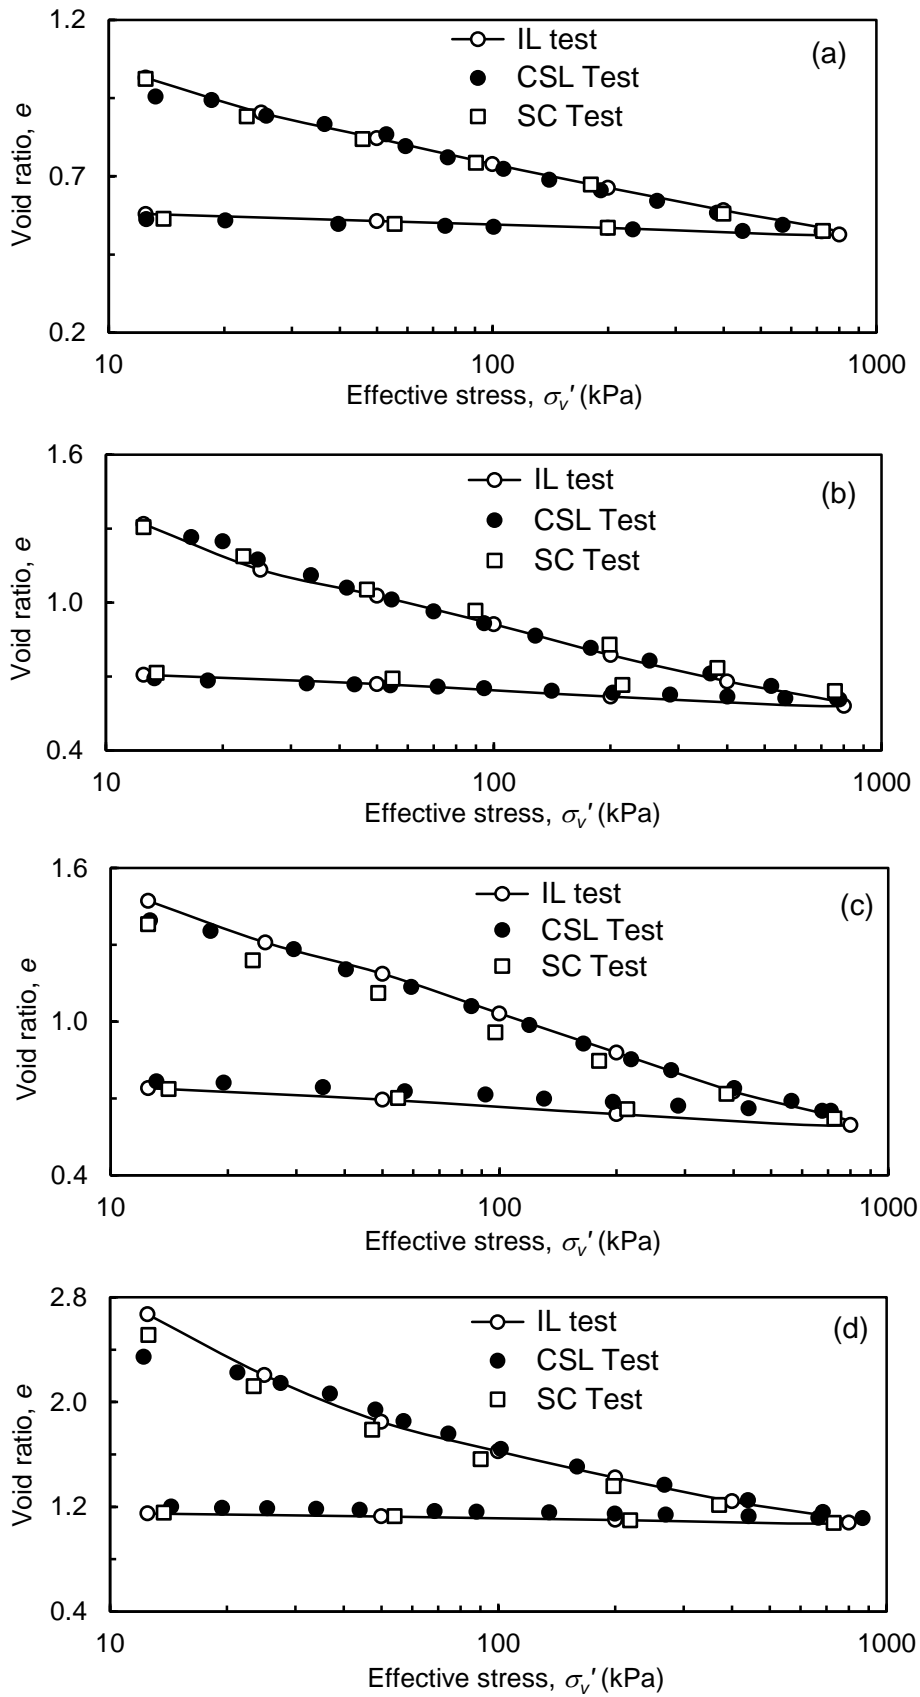 1.2
IL test
(a)
CSL Test
SC Test
0.7
Void ratio, e
0.2
10
100
1000
Effective stress, σv′ (kPa)
1.6
IL test
(b)
CSL Test
SC Test
1.0
Void ratio, e
0.4
10
100
1000
Effective stress, σv′ (kPa)
1.6
IL test
(c)
CSL Test
SC Test
1.0
Void ratio, e
0.4
10
100
1000
Effective stress, σv′ (kPa)
2.8
IL test
(d)
CSL Test
SC Test
2.0
Void ratio, e
1.2
0.4
10
100
1000
Effective stress, σv′ (kPa)